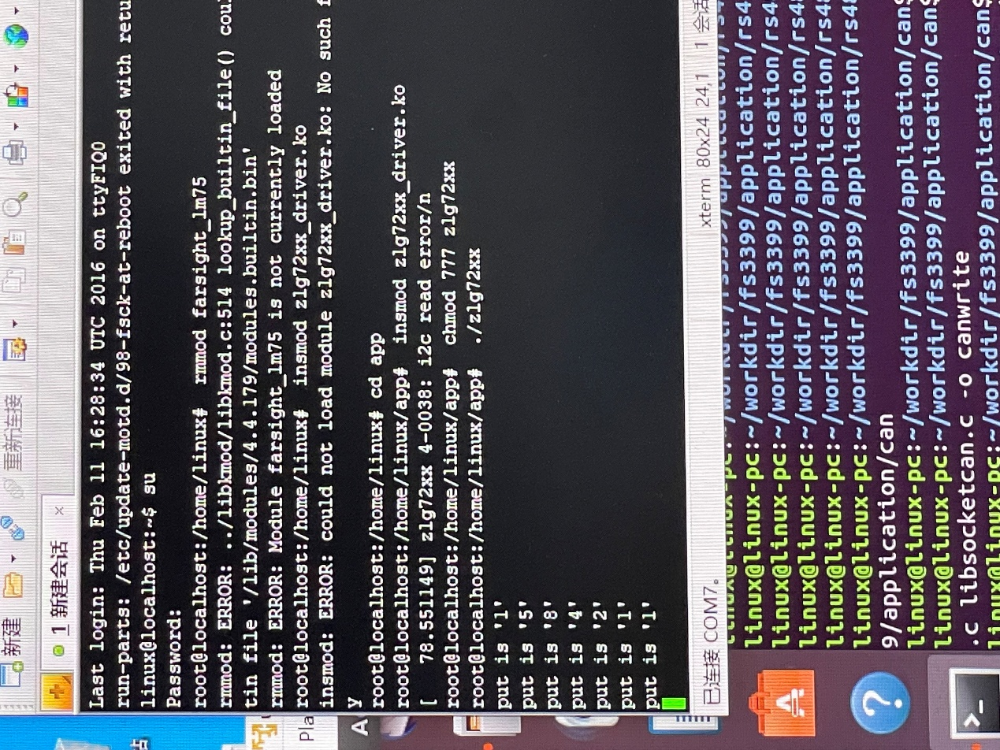 新建
重新连接
1 新建会话 ×
Last login: Thu Feb 11 16:28:34 UTC 2016 on ttyFIQ0
run-parts: /etc/update-motd.d/98-fsck-at-reboot exited with retu
linux@localhost:~$ su
Password:
root@localhost:/home/linux#  rmmod farsight_lm75
rmmod: ERROR: ../libkmod/libkmod.c:514 lookup_builtin_file() cou
tin file '/lib/modules/4.4.179/modules.builtin.bin'
rmmod: ERROR: Module farsight_lm75 is not currently loaded
root@localhost:/home/linux#  insmod zlg72xx_driver.ko
insmod: ERROR: could not load module zlg72xx_driver.ko: No such f
y
root@localhost:/home/linux# cd app
root@localhost:/home/linux/app#  insmod zlg72xx_driver.ko
[   78.551149] zlg72xx 4-0038: i2c read error/n
root@localhost:/home/linux/app#  chmod 777 zlg72xx
root@localhost:/home/linux/app#  ./zlg72xx
put is '1'
put is '5'
put is '8'
put is '4'
put is '2'
put is '1'
put is '1'
已连接 COM7。 xterm 80x24 24,1 1 会话
linux@linux-pc:~/workdir/fs3399/application/rs4
linux@linux-pc:~/workdir/fs3399/application/rs4
linux@linux-pc:~/workdir/fs3399/application/rs4
linux@linux-pc:~/workdir/fs3399/application/rs48
linux@linux-pc:~/workdir/fs3399/application/rs48
9/application/can
linux@linux-pc:~/workdir/fs3399/application/can$
linux@linux-pc:~/workdir/fs3399/application/can$
.c libsocketcan.c -o canwrite
linux@linux-pc:~/workdir/fs3399/application/can$
Pla
A